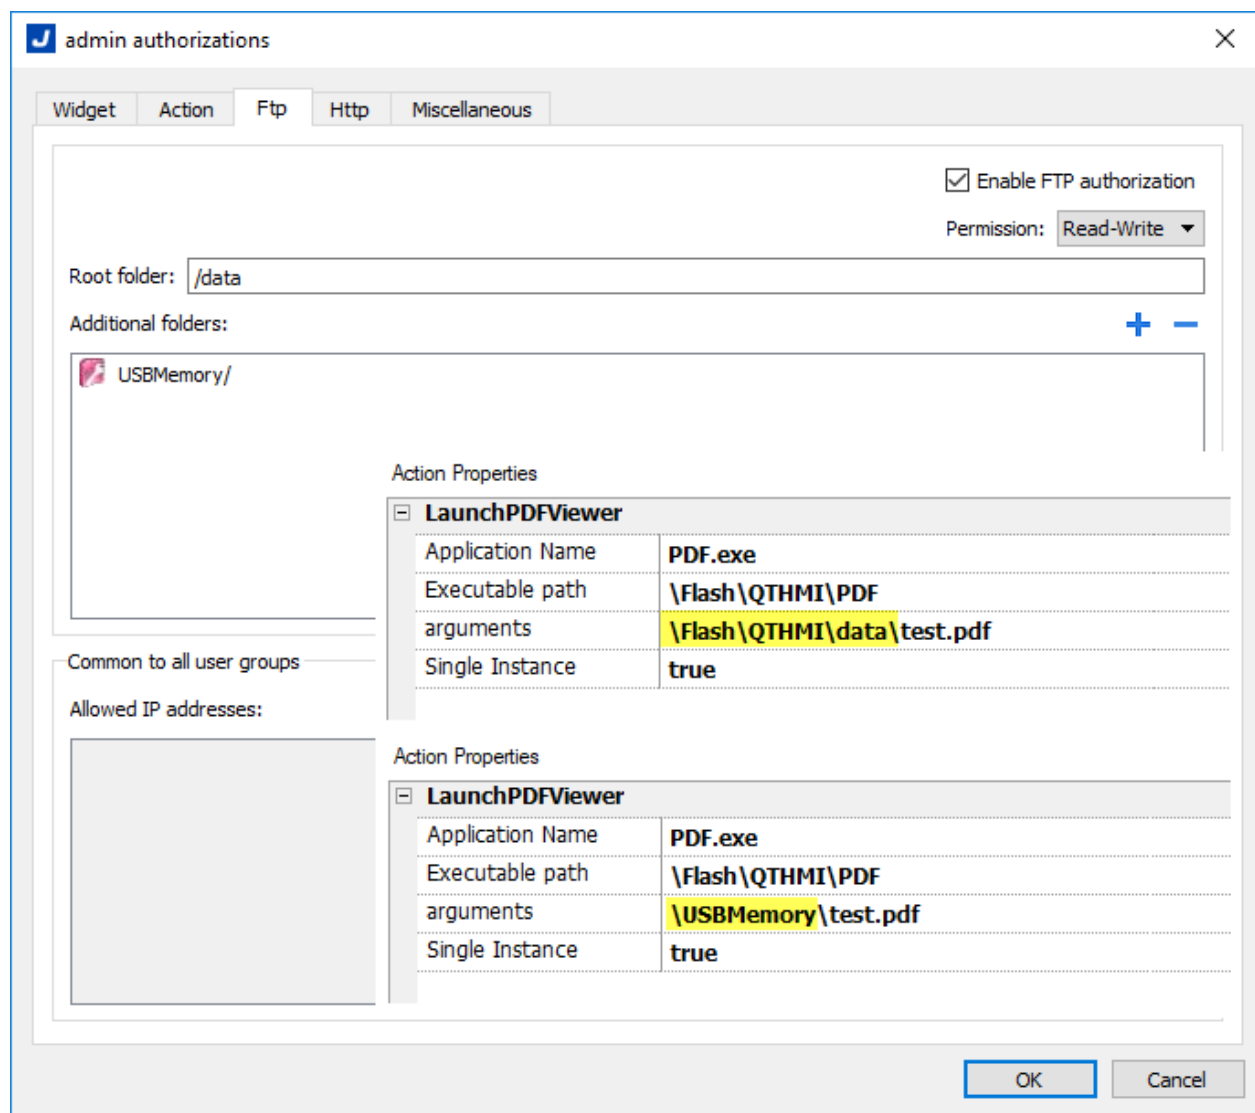 J admin authorizations
Widget Action Ftp Http Miscellaneous
Enable FTP authorization
Permission: Read-Write
Root folder: /data
Additional folders:
USBMemory/
Action Properties
LaunchPDFViewer
Application Name PDF.exe
Executable path \Flash\QTHMI\PDF
arguments \Flash\QTHMI\data\test.pdf
Single Instance true
Common to all user groups
Allowed IP addresses:
Action Properties
LaunchPDFViewer
Application Name PDF.exe
Executable path \Flash\QTHMI\PDF
arguments \USBMemory\test.pdf
Single Instance true
OK Cancel